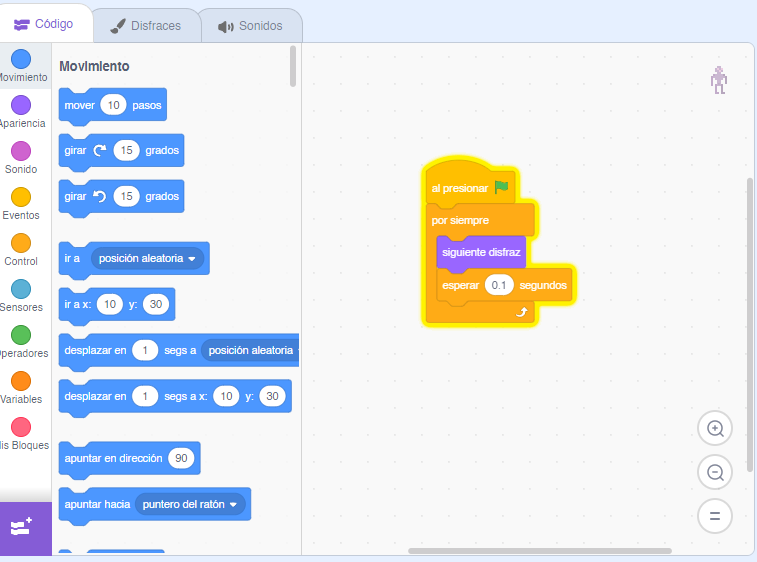 Código
Disfraces
Sonidos
Movimiento
Apariencia
Sonido
Eventos
Control
Sensores
Operadores
Variables
Mis Bloques
Movimiento
mover 10 pasos
girar 15 grados
girar 15 grados
ir a posición aleatoria
ir a x: 10 y: 30
desplazar en 1 segs a posición aleatoria
desplazar en 1 segs a x: 10 y: 30
apuntar en dirección 90
apuntar hacia puntero del ratón
al presionar
por siempre
siguiente disfraz
esperar 0.1 segundos